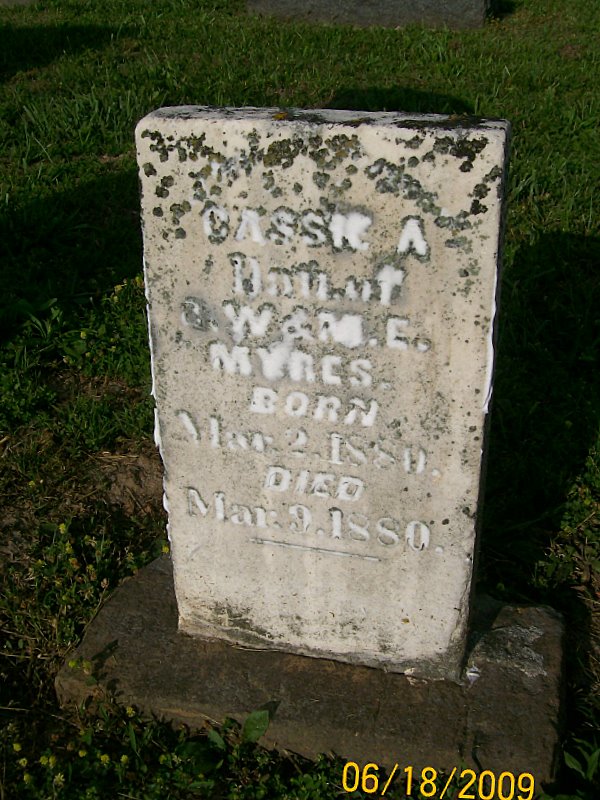 CASSIE A
Dau. of
W. & M. E.
MYRES.
BORN
Mar. 2. 1880.
DIED
Mar. 9. 1880.
06/18/2009